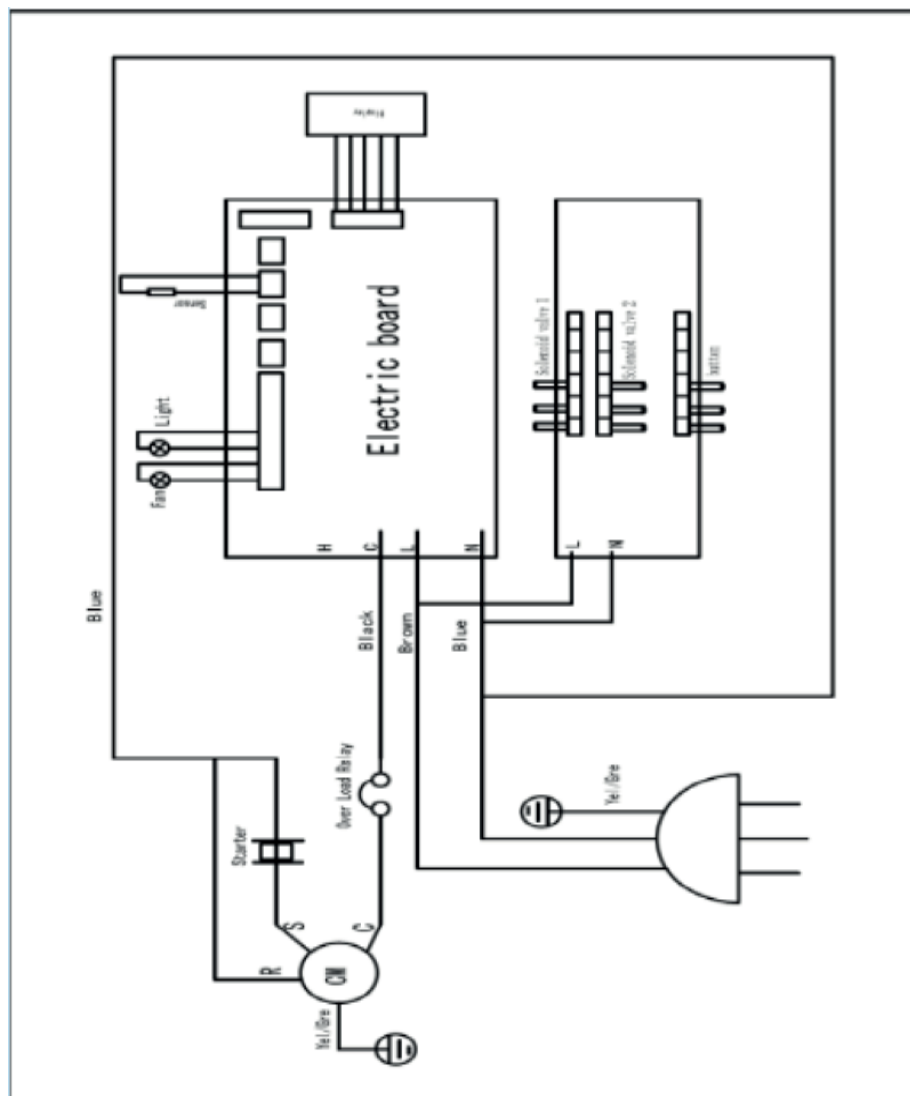 Display
Sensor
Light
Fan
Electric board
H
C
L
N
Solenoid valve 1
Solenoid valve 2
button
L
N
Blue
Black
Brown
Blue
Over Load Relay
Starter
Yel/Gre
S
C
R
CM
Yel/Gre